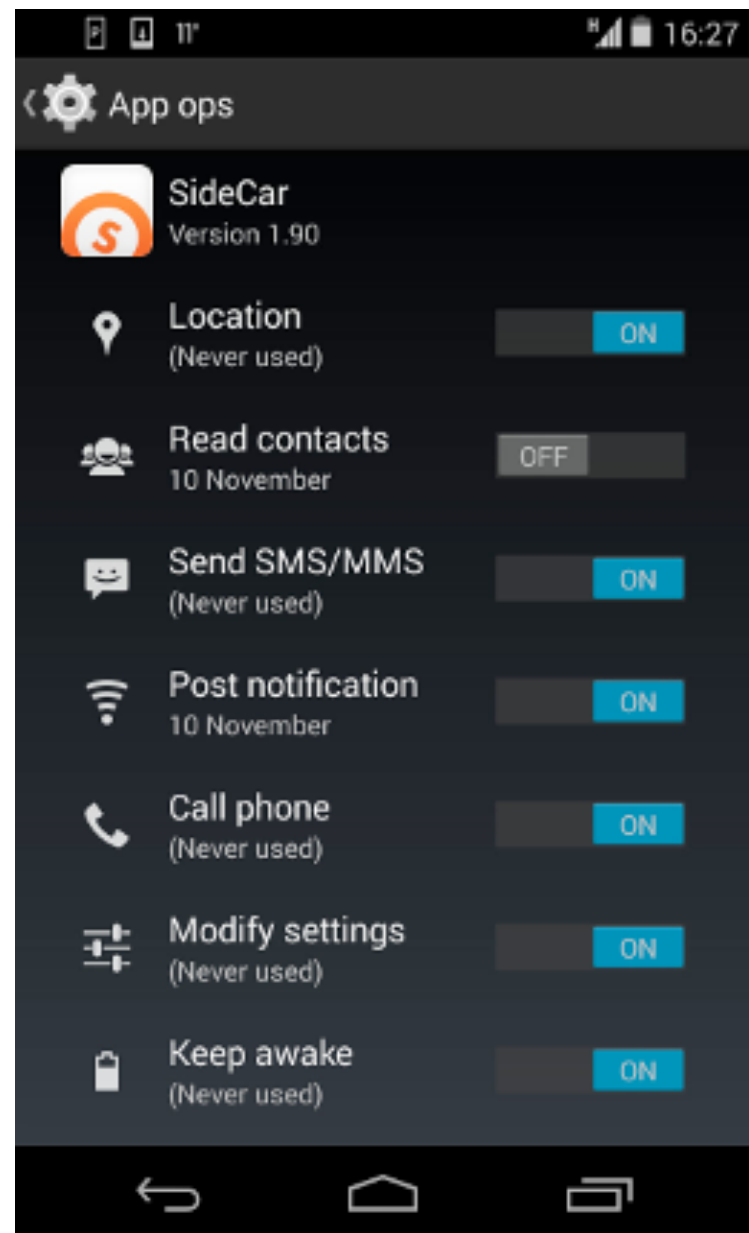 11° 16:27
App ops
SideCar
Version 1.90
Location
(Never used)
ON
Read contacts
10 November
OFF
Send SMS/MMS
(Never used)
ON
Post notification
10 November
ON
Call phone
(Never used)
ON
Modify settings
(Never used)
ON
Keep awake
(Never used)
ON